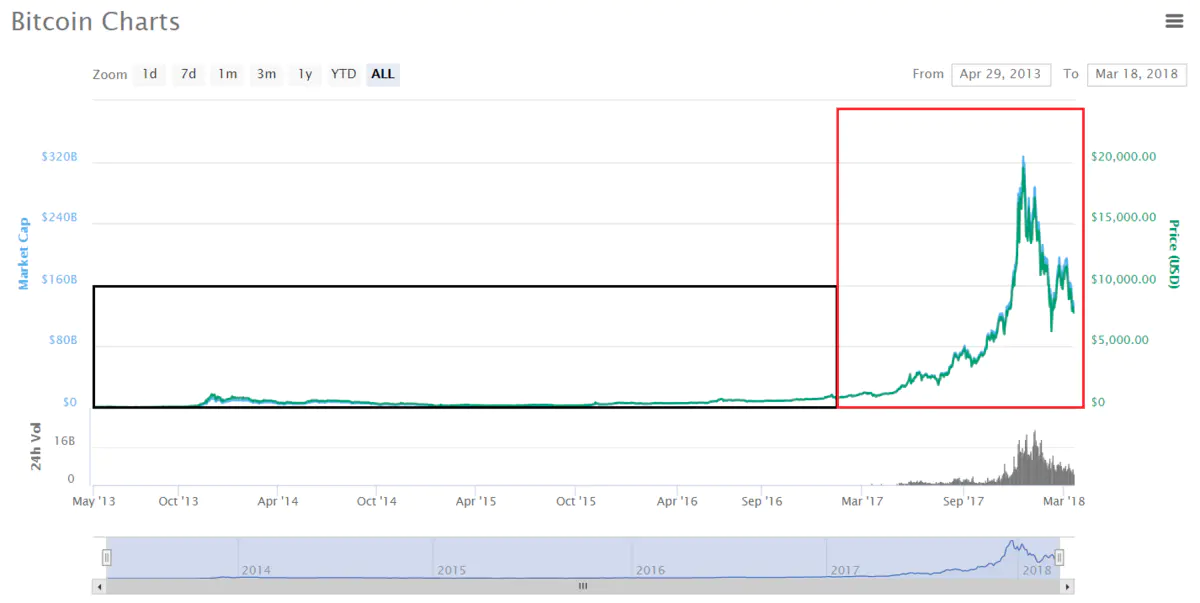 Bitcoin Charts
Zoom 1d 7d 1m 3m 1y YTD ALL From Apr 29, 2013 To Mar 18, 2018
$320B $20,000.00
$240B $15,000.00
Market Cap Price (USD)
$160B $10,000.00
$80B $5,000.00
$0 $0
24h Vol
16B
0
May '13 Oct '13 Apr '14 Oct '14 Apr '15 Oct '15 Apr '16 Sep '16 Mar '17 Sep '17 Mar '18
2014 2015 2016 2017 2018